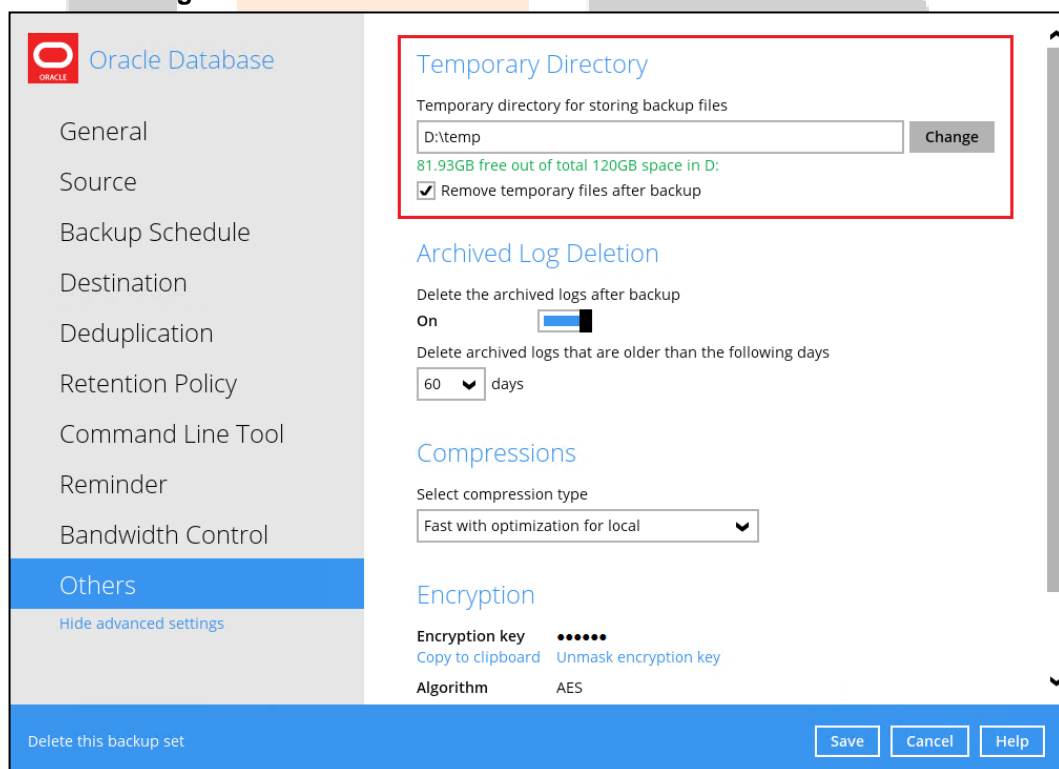 ORACLE
Oracle Database
General
Source
Backup Schedule
Destination
Deduplication
Retention Policy
Command Line Tool
Reminder
Bandwidth Control
Others
Hide advanced settings
Temporary Directory
Temporary directory for storing backup files
D:\temp
Change
81.93GB free out of total 120GB space in D:
Remove temporary files after backup
Archived Log Deletion
Delete the archived logs after backup
On
Delete archived logs that are older than the following days
60 days
Compressions
Select compression type
Fast with optimization for local
Encryption
Encryption key ••••••
Copy to clipboard Unmask encryption key
Algorithm AES
Delete this backup set
Save Cancel Help